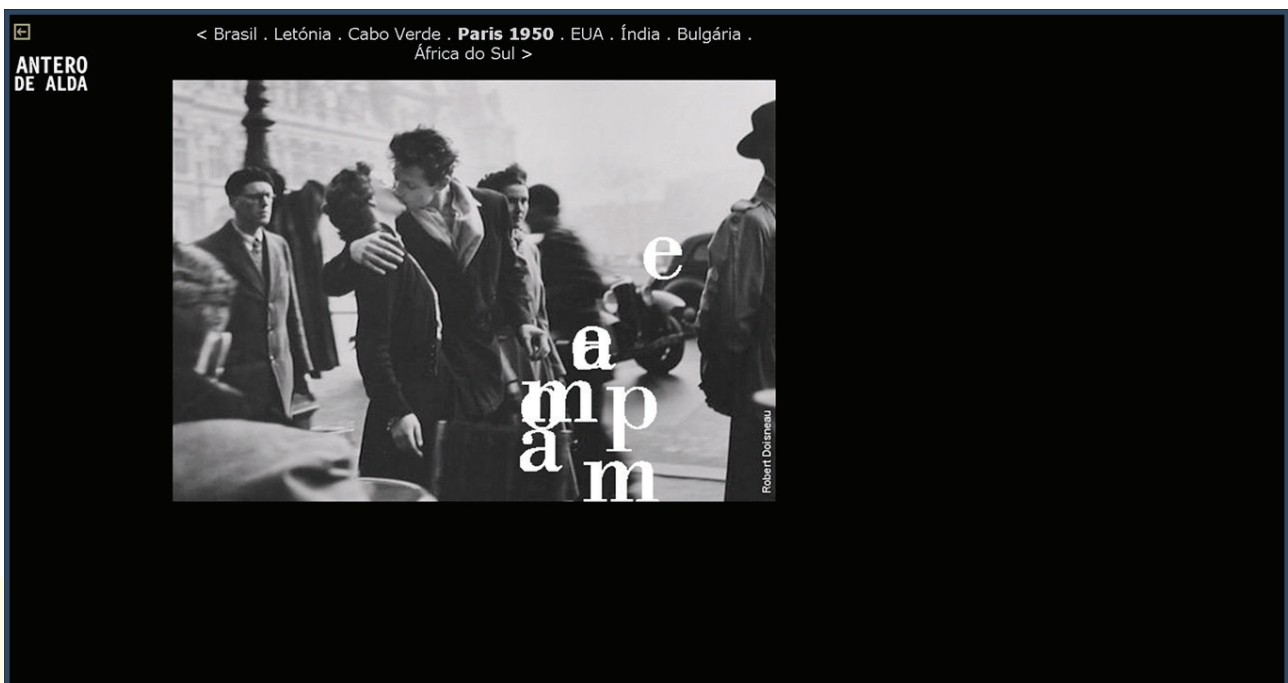 < Brasil . Letónia . Cabo Verde . Paris 1950 . EUA . Índia . Bulgária .
África do Sul >
ANTERO
DE ALDA
e
a
m p
a
m
Robert Doisneau